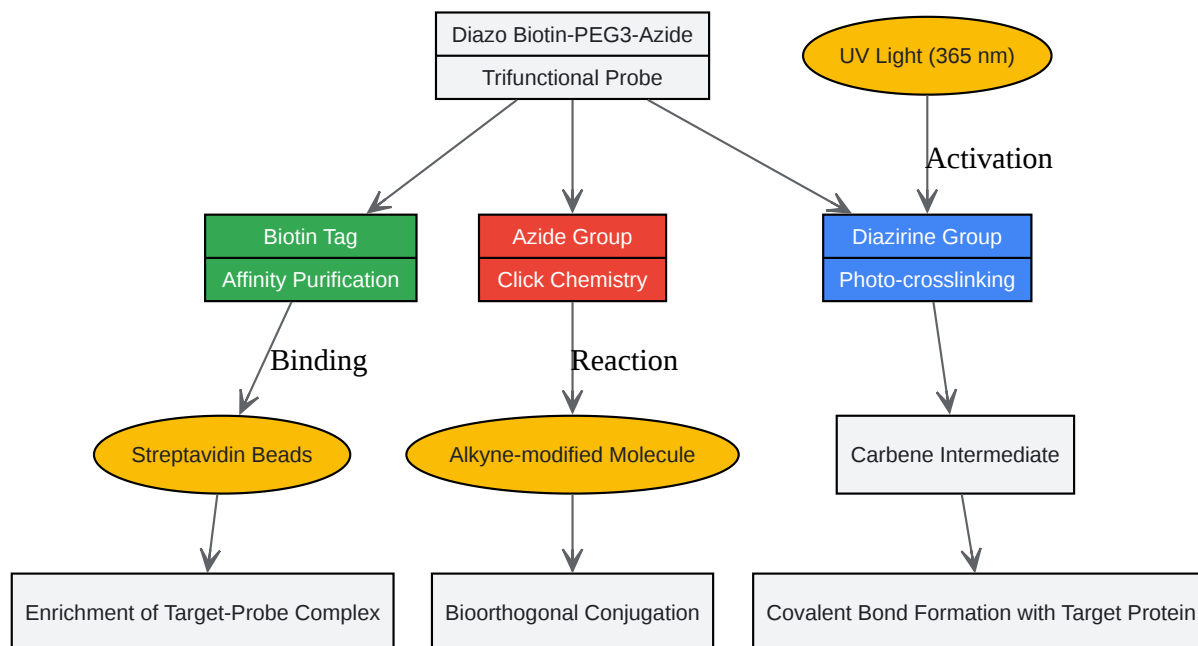 Diazo Biotin-PEG3-Azide
Trifunctional Probe
UV Light (365 nm)
Activation
Biotin Tag
Affinity Purification
Azide Group
Click Chemistry
Diazirine Group
Photo-crosslinking
Binding
Reaction
Streptavidin Beads
Alkyne-modified Molecule
Carbene Intermediate
Enrichment of Target-Probe Complex
Bioorthogonal Conjugation
Covalent Bond Formation with Target Protein